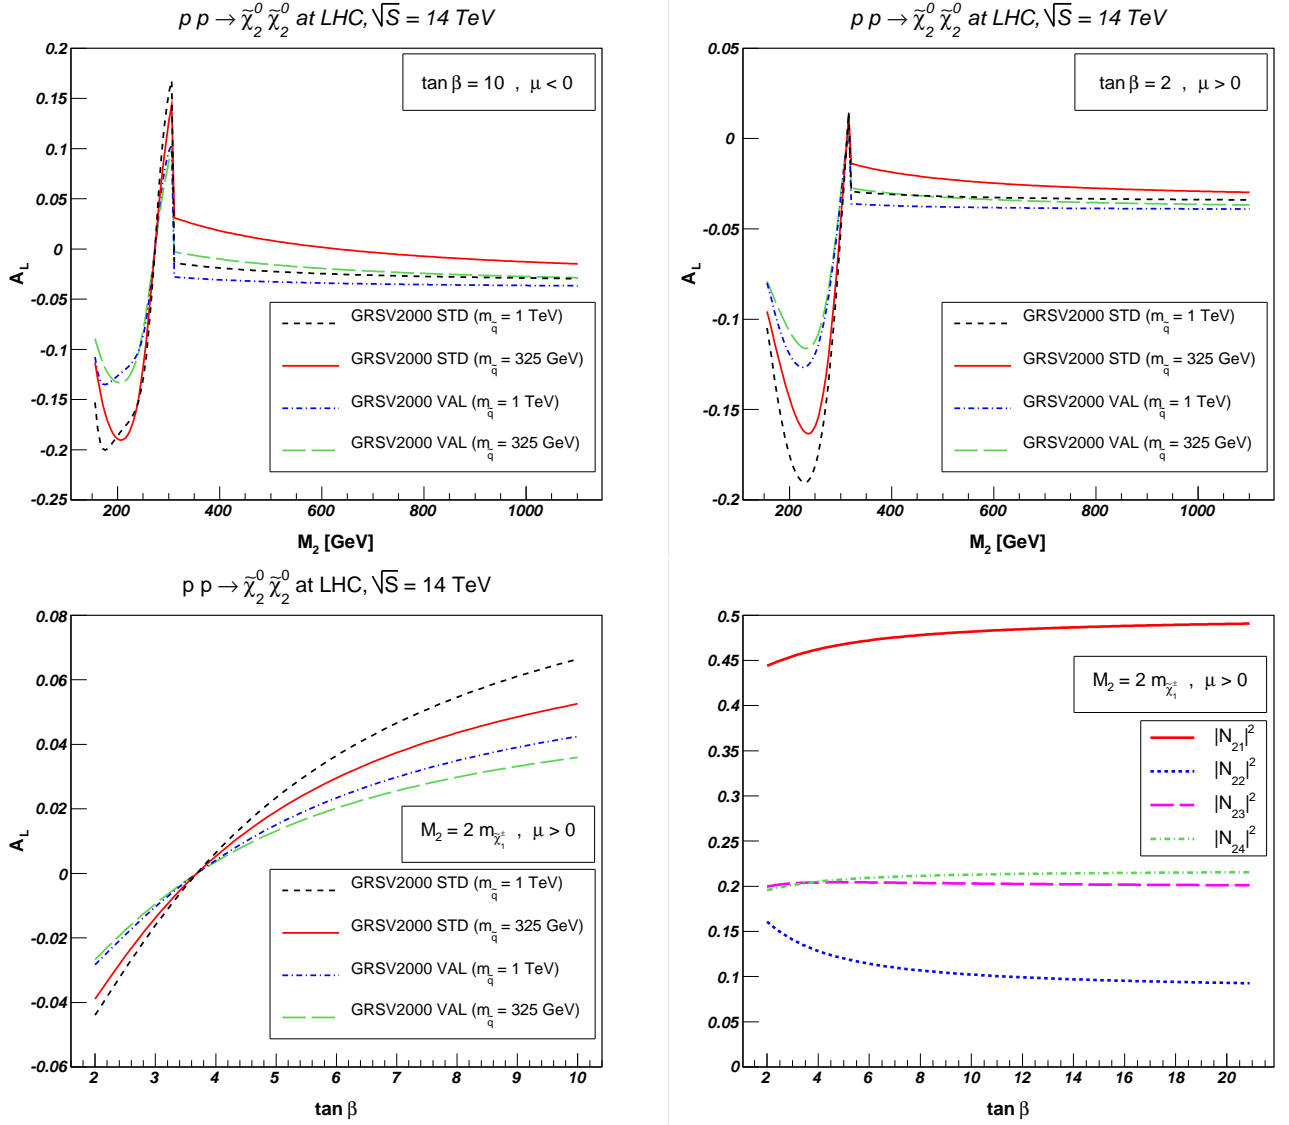 p p → χ̃₂⁰ χ̃₂⁰ at LHC, √S = 14 TeV
tan β = 10 , μ < 0
0.2
0.15
0.1
0.05
0
-0.05
-0.1
-0.15
-0.2
-0.25
A_L
GRSV2000 STD (m_q̃ = 1 TeV)
GRSV2000 STD (m_q̃ = 325 GeV)
GRSV2000 VAL (m_q̃ = 1 TeV)
GRSV2000 VAL (m_q̃ = 325 GeV)
200 400 600 800 1000
M₂ [GeV]
p p → χ̃₂⁰ χ̃₂⁰ at LHC, √S = 14 TeV
tan β = 2 , μ > 0
0.05
0
-0.05
-0.1
-0.15
-0.2
A_L
GRSV2000 STD (m_q̃ = 1 TeV)
GRSV2000 STD (m_q̃ = 325 GeV)
GRSV2000 VAL (m_q̃ = 1 TeV)
GRSV2000 VAL (m_q̃ = 325 GeV)
200 400 600 800 1000
M₂ [GeV]
p p → χ̃₂⁰ χ̃₂⁰ at LHC, √S = 14 TeV
0.08
0.06
0.04
0.02
0
-0.02
-0.04
-0.06
A_L
M₂ = 2 m_χ̃₁± , μ > 0
GRSV2000 STD (m_q̃ = 1 TeV)
GRSV2000 STD (m_q̃ = 325 GeV)
GRSV2000 VAL (m_q̃ = 1 TeV)
GRSV2000 VAL (m_q̃ = 325 GeV)
2 3 4 5 6 7 8 9 10
tan β
0.5
0.45
0.4
0.35
0.3
0.25
0.2
0.15
0.1
0.05
0
M₂ = 2 m_χ̃₁± , μ > 0
|N₂₁|²
|N₂₂|²
|N₂₃|²
|N₂₄|²
2 4 6 8 10 12 14 16 18 20
tan β